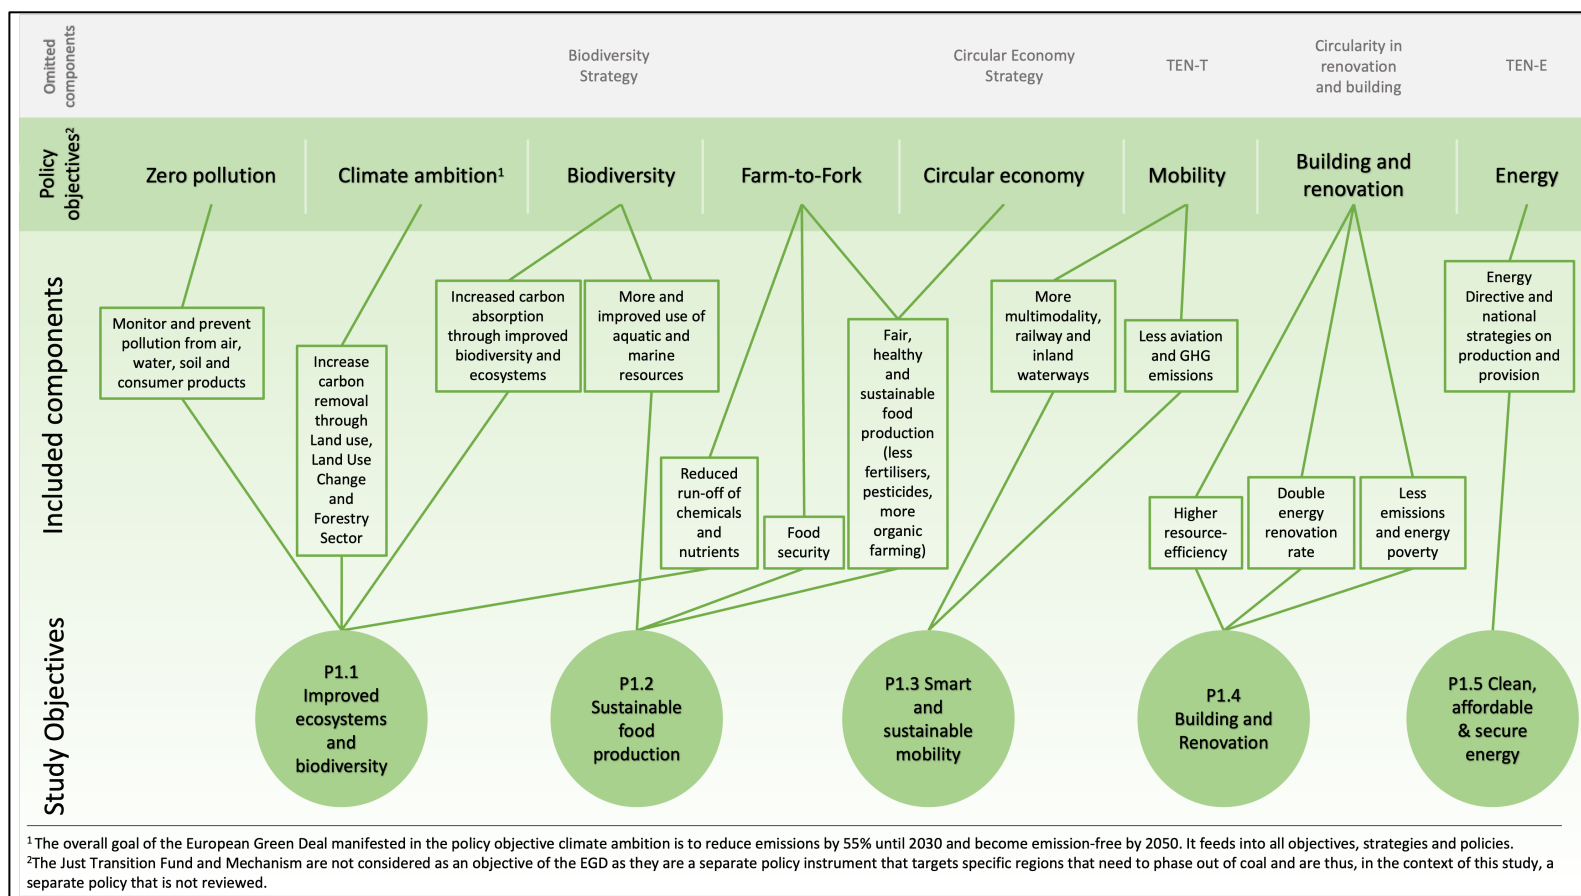 Omitted
components
Biodiversity
Strategy
Circular Economy
Strategy
TEN-T
Circularity in
renovation
and building
TEN-E
Policy
objectives²
Zero pollution
Climate ambition¹
Biodiversity
Farm-to-Fork
Circular economy
Mobility
Building and
renovation
Energy
Included components
Monitor and prevent
pollution from air,
water, soil and
consumer products
Increase
carbon
removal
through
Land use,
Land Use
Change
and
Forestry
Sector
Increased carbon
absorption
through improved
biodiversity and
ecosystems
More and
improved use of
aquatic and
marine
resources
Reduced
run-off of
chemicals
and
nutrients
Food
security
Fair,
healthy
and
sustainable
food
production
(less
fertilisers,
pesticides,
more
organic
farming)
More
multimodality,
railway and
inland
waterways
Less aviation
and GHG
emissions
Higher
resource-
efficiency
Double
energy
renovation
rate
Less
emissions
and energy
poverty
Energy
Directive and
national
strategies on
production and
provision
Study Objectives
P1.1
Improved
ecosystems
and
biodiversity
P1.2
Sustainable
food
production
P1.3 Smart
and
sustainable
mobility
P1.4
Building and
Renovation
P1.5 Clean,
affordable
& secure
energy
¹ The overall goal of the European Green Deal manifested in the policy objective climate ambition is to reduce emissions by 55% until 2030 and become emission-free by 2050. It feeds into all objectives, strategies and policies.
²The Just Transition Fund and Mechanism are not considered as an objective of the EGD as they are a separate policy instrument that targets specific regions that need to phase out of coal and are thus, in the context of this study, a
separate policy that is not reviewed.